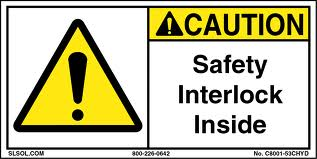 CAUTION
Safety
Interlock
Inside
SLSOL.COM 800-226-0642 No. C8001-53CHYD